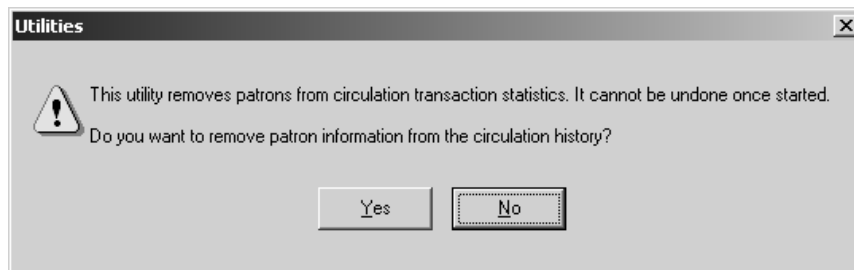 Utilities
This utility removes patrons from circulation transaction statistics. It cannot be undone once started.
Do you want to remove patron information from the circulation history?
Yes
No